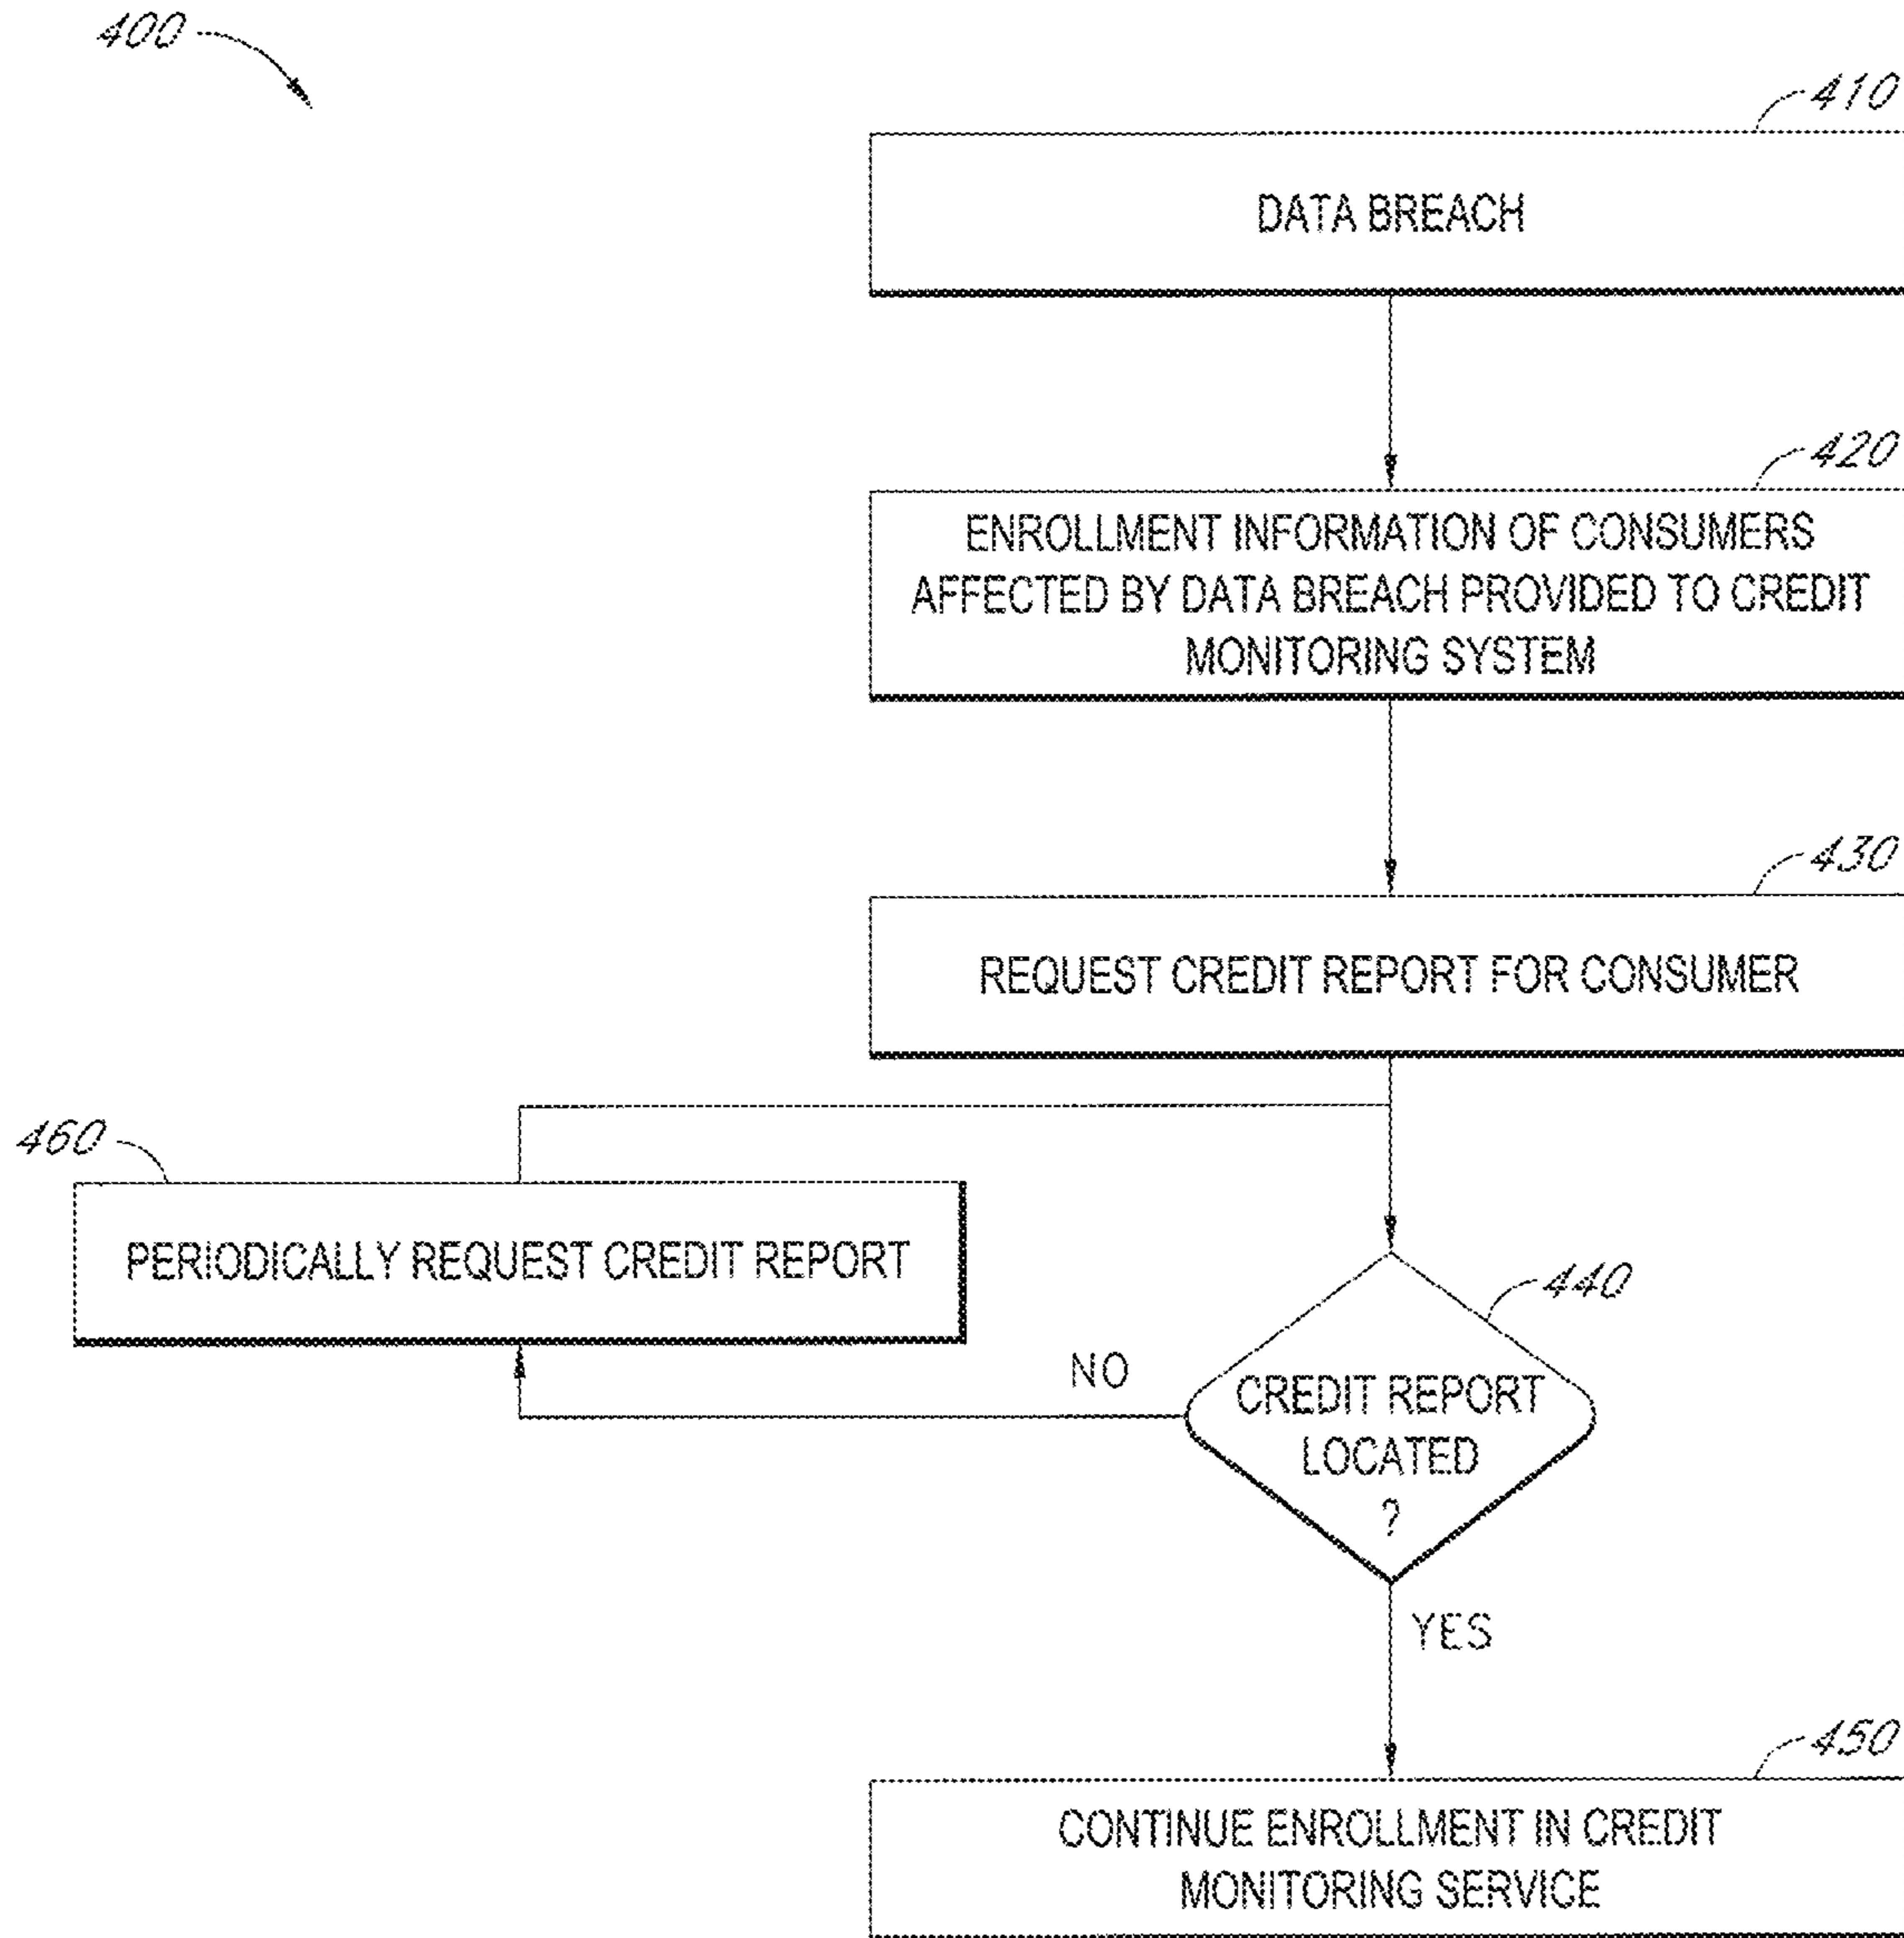 400
410
DATA BREACH
420
ENROLLMENT INFORMATION OF CONSUMERS
AFFECTED BY DATA BREACH PROVIDED TO CREDIT
MONITORING SYSTEM
430
REQUEST CREDIT REPORT FOR CONSUMER
460
PERIODICALLY REQUEST CREDIT REPORT
440
NO
CREDIT REPORT
LOCATED
?
YES
450
CONTINUE ENROLLMENT IN CREDIT
MONITORING SERVICE